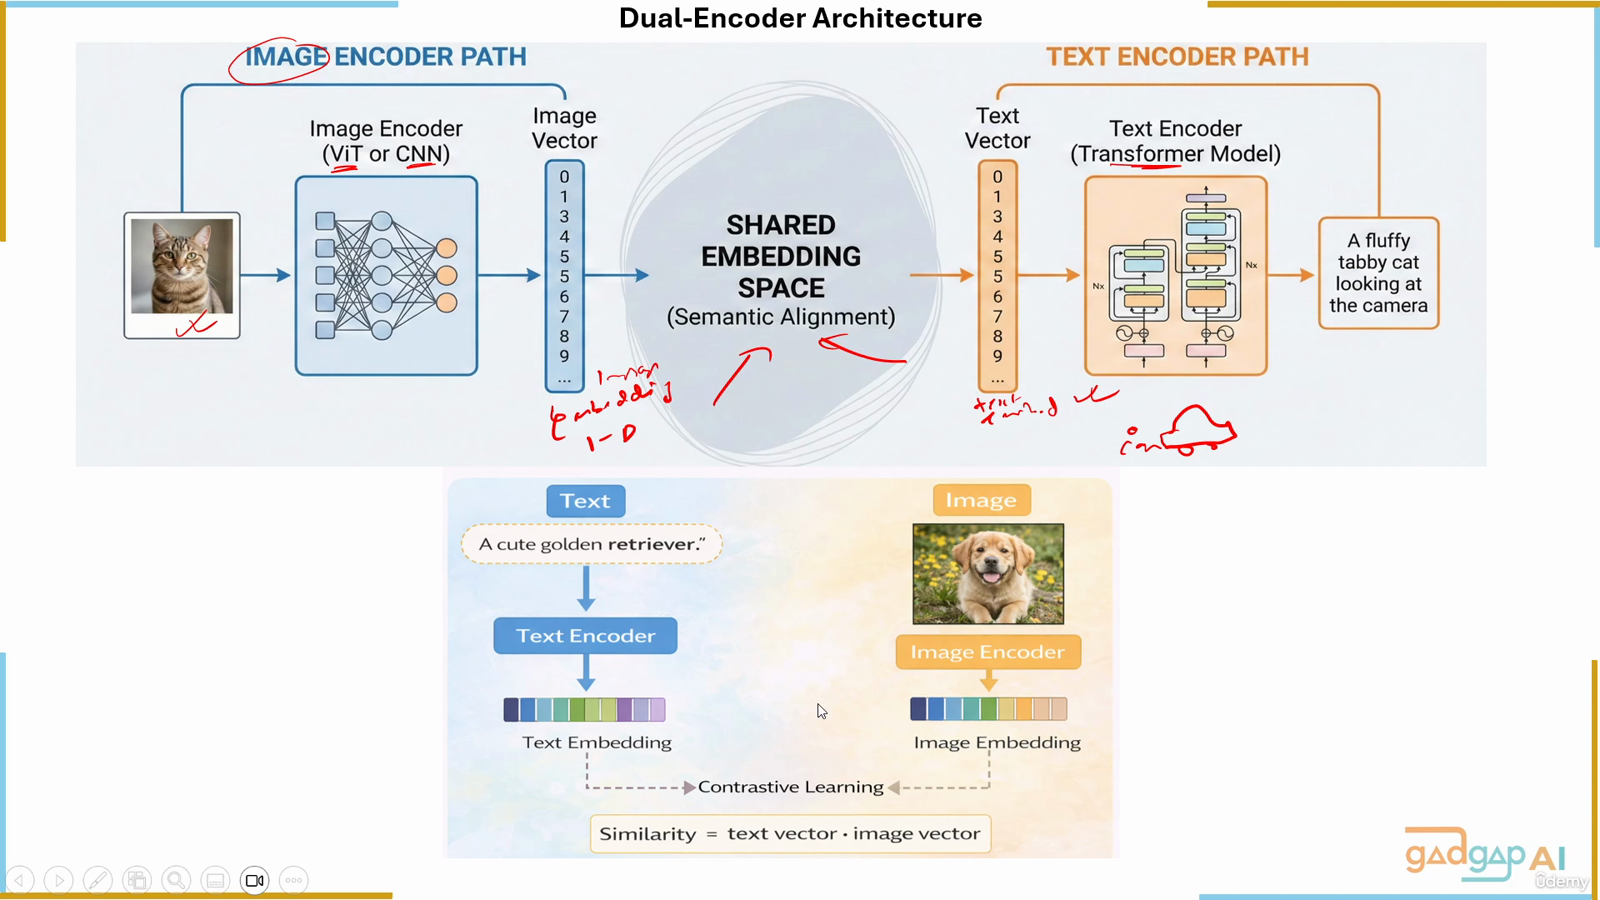 Dual-Encoder Architecture
IMAGE ENCODER PATH
TEXT ENCODER PATH
Image Encoder
(ViT or CNN)
Image
Vector
0
1
3
4
5
5
6
7
8
9
...
SHARED
EMBEDDING
SPACE
(Semantic Alignment)
Text
Vector
0
1
3
4
5
5
6
7
8
9
...
Text Encoder
(Transformer Model)
Nx
Nx
A fluffy
tabby cat
looking at
the camera
embedding
1-D
text
Text
A cute golden retriever.”
Text Encoder
Text Embedding
Image
Image Encoder
Image Embedding
Contrastive Learning
Similarity = text vector · image vector
gadgap AI
ûdemy